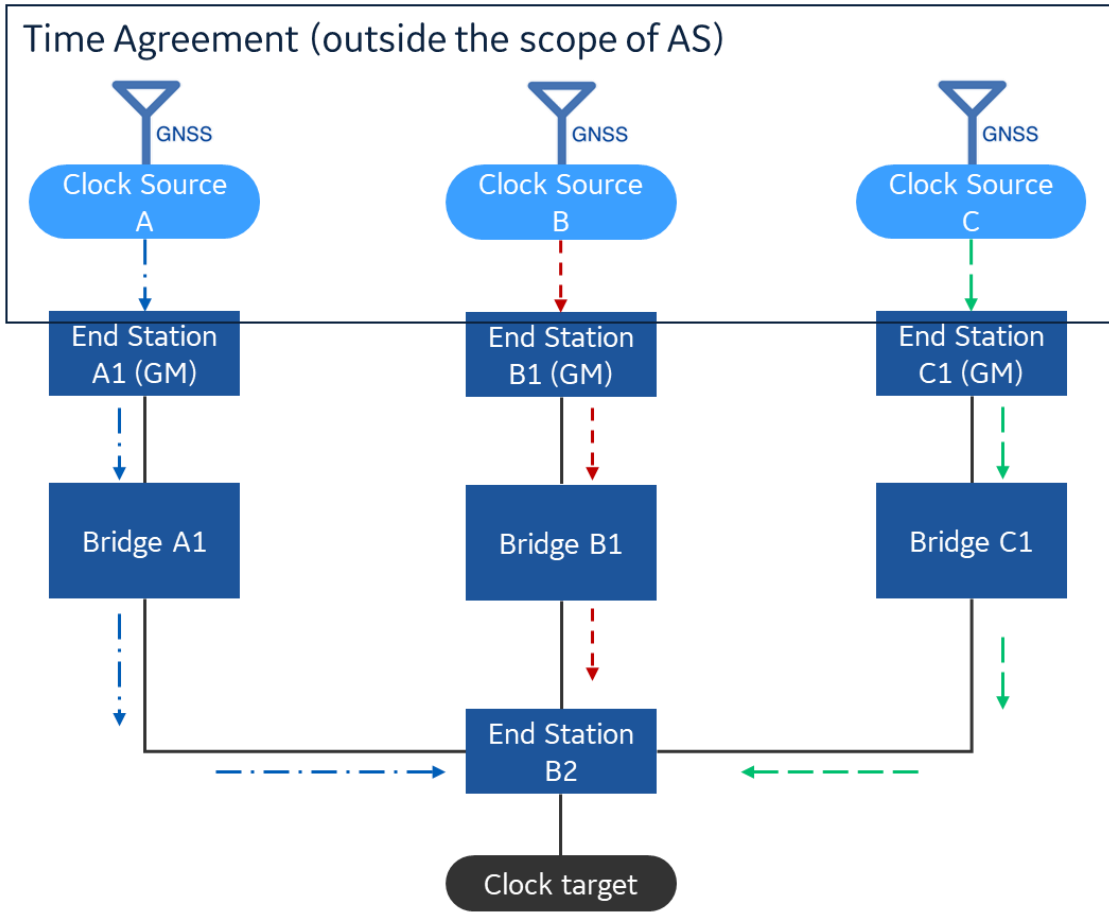 Time Agreement (outside the scope of AS)
GNSS
GNSS
GNSS
Clock Source
A
Clock Source
B
Clock Source
C
End Station
A1 (GM)
End Station
B1 (GM)
End Station
C1 (GM)
Bridge A1
Bridge B1
Bridge C1
End Station
B2
Clock target